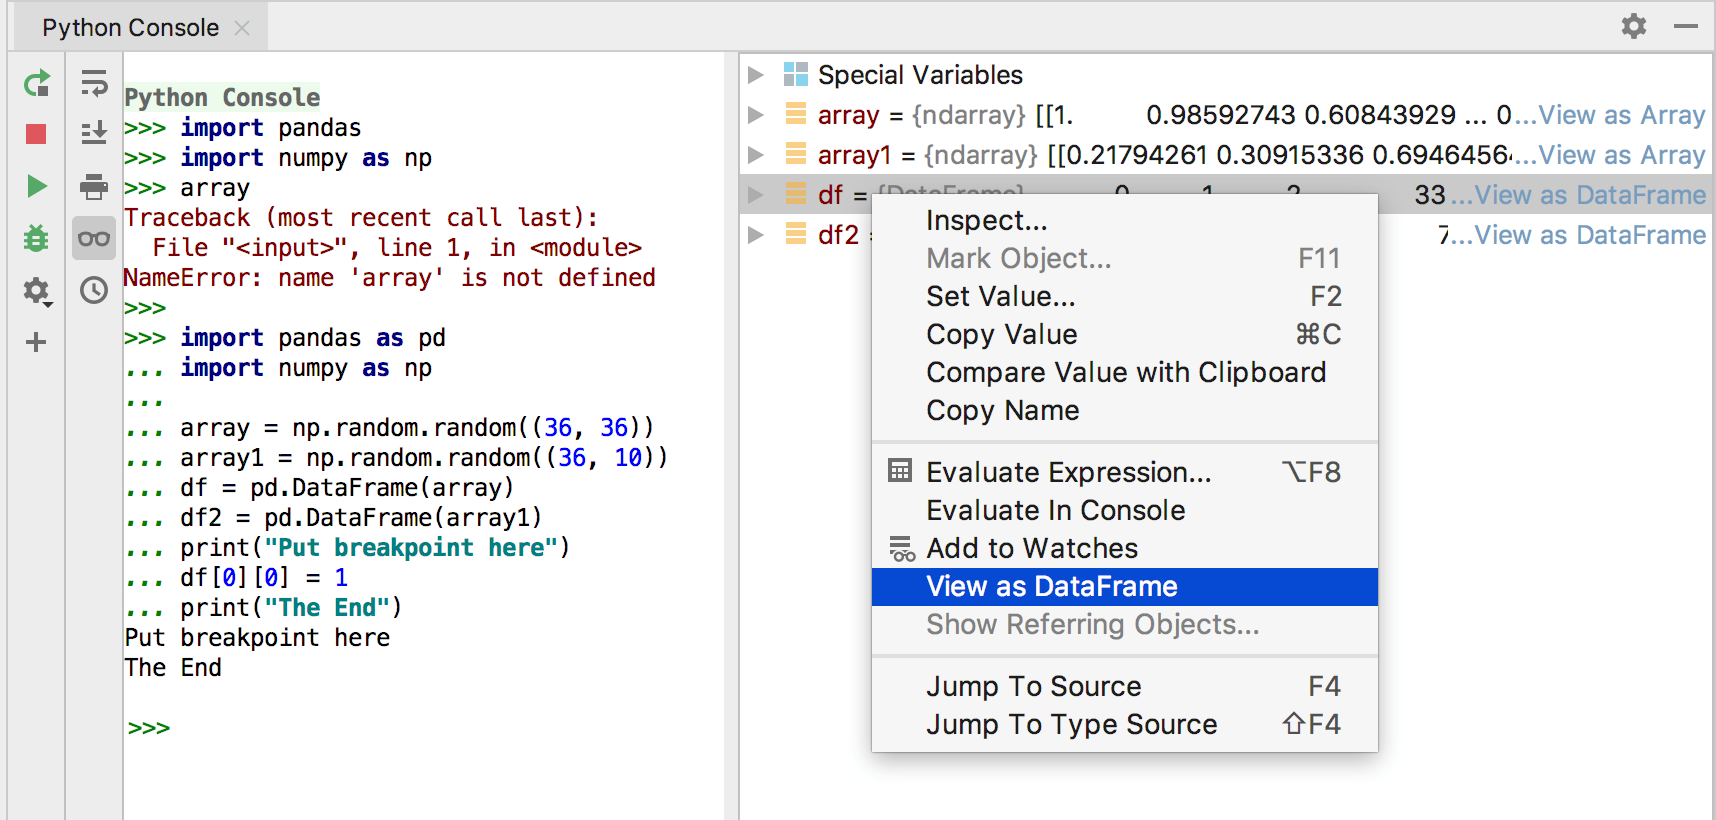 Python Console
Python Console
>>> import pandas
>>> import numpy as np
>>> array
Traceback (most recent call last):
  File "<input>", line 1, in <module>
NameError: name 'array' is not defined
>>>
>>> import pandas as pd
... import numpy as np
...
... array = np.random.random((36, 36))
... array1 = np.random.random((36, 10))
... df = pd.DataFrame(array)
... df2 = pd.DataFrame(array1)
... print("Put breakpoint here")
... df[0][0] = 1
... print("The End")
Put breakpoint here
The End
>>>
Special Variables
array = {ndarray} [[1. 0.98592743 0.60843929 ... 0...View as Array
array1 = {ndarray} [[0.21794261 0.30915336 0.6946456...View as Array
df = {DataFrame} 0 1 2 33 ...View as DataFrame
df2 = 7...View as DataFrame
Inspect...
Mark Object... F11
Set Value... F2
Copy Value ⌘C
Compare Value with Clipboard
Copy Name
Evaluate Expression... ⌥F8
Evaluate In Console
Add to Watches
View as DataFrame
Show Referring Objects...
Jump To Source F4
Jump To Type Source ⇧F4